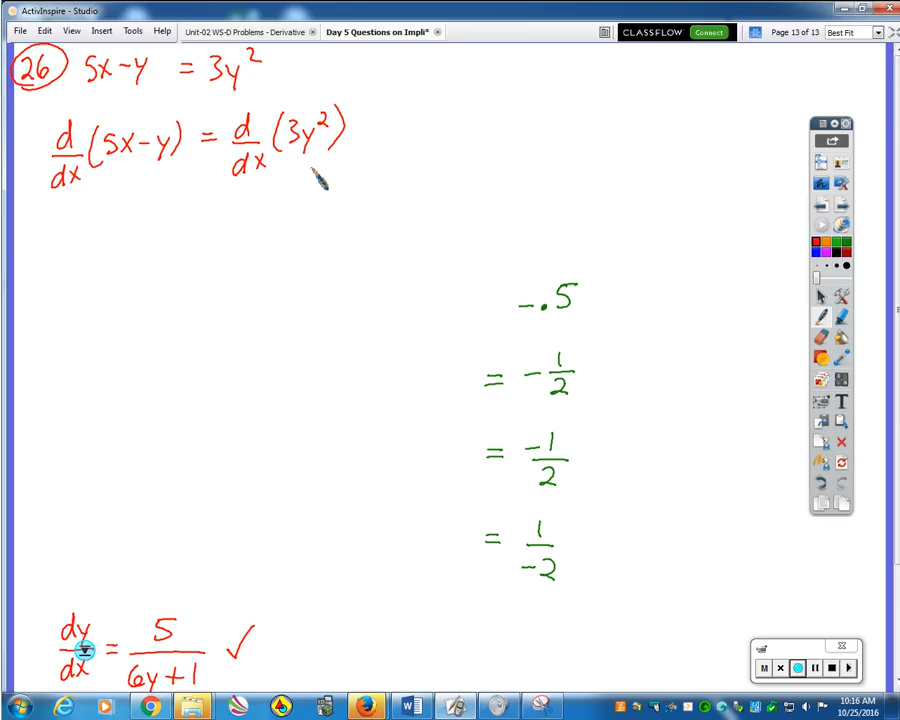 ActivInspire - Studio
File Edit View Insert Tools Help
Unit-02 WS-D Problems - Derivative
Day 5 Questions on Impli*
CLASSFLOW Connect
Page 13 of 13
Best Fit
26 5x-y = 3y²
d/dx (5x-y) = d/dx (3y²)
-.5
= -1/2
= -1/2
= 1/-2
dy/dx = 5/(6y+1) ✓
M
10:16 AM
10/25/2016